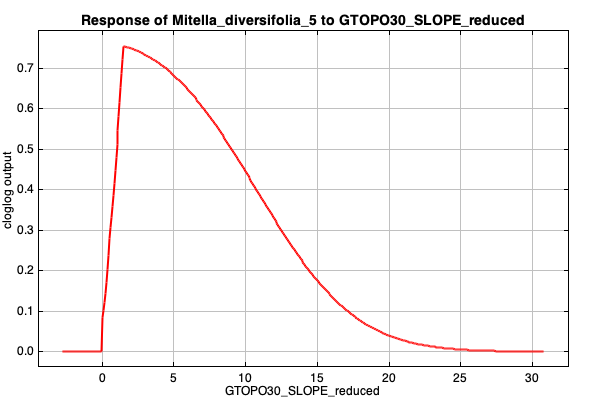 Response of Mitella_diversifolia_5 to GTOPO30_SLOPE_reduced
cloglog output
0.7
0.6
0.5
0.4
0.3
0.2
0.1
0.0
0 5 10 15 20 25 30
GTOPO30_SLOPE_reduced